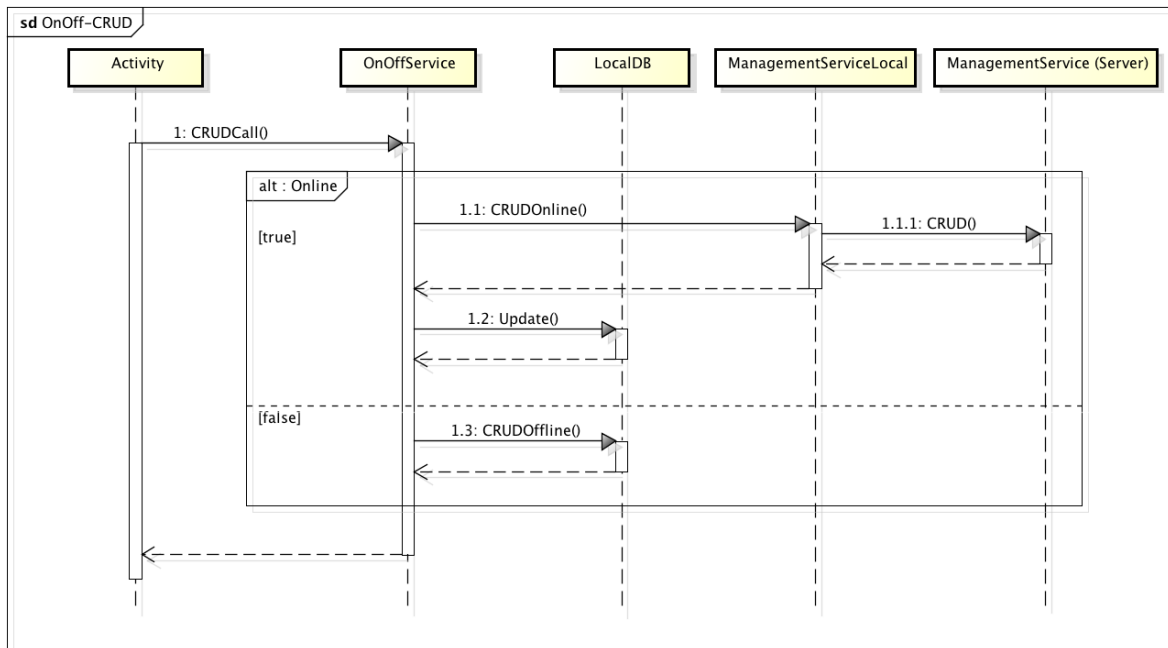 sd OnOff-CRUD
Activity
OnOffService
LocalDB
ManagementServiceLocal
ManagementService (Server)
1: CRUDCall()
alt : Online
1.1: CRUDOnline()
1.1.1: CRUD()
[true]
1.2: Update()
[false]
1.3: CRUDOffline()